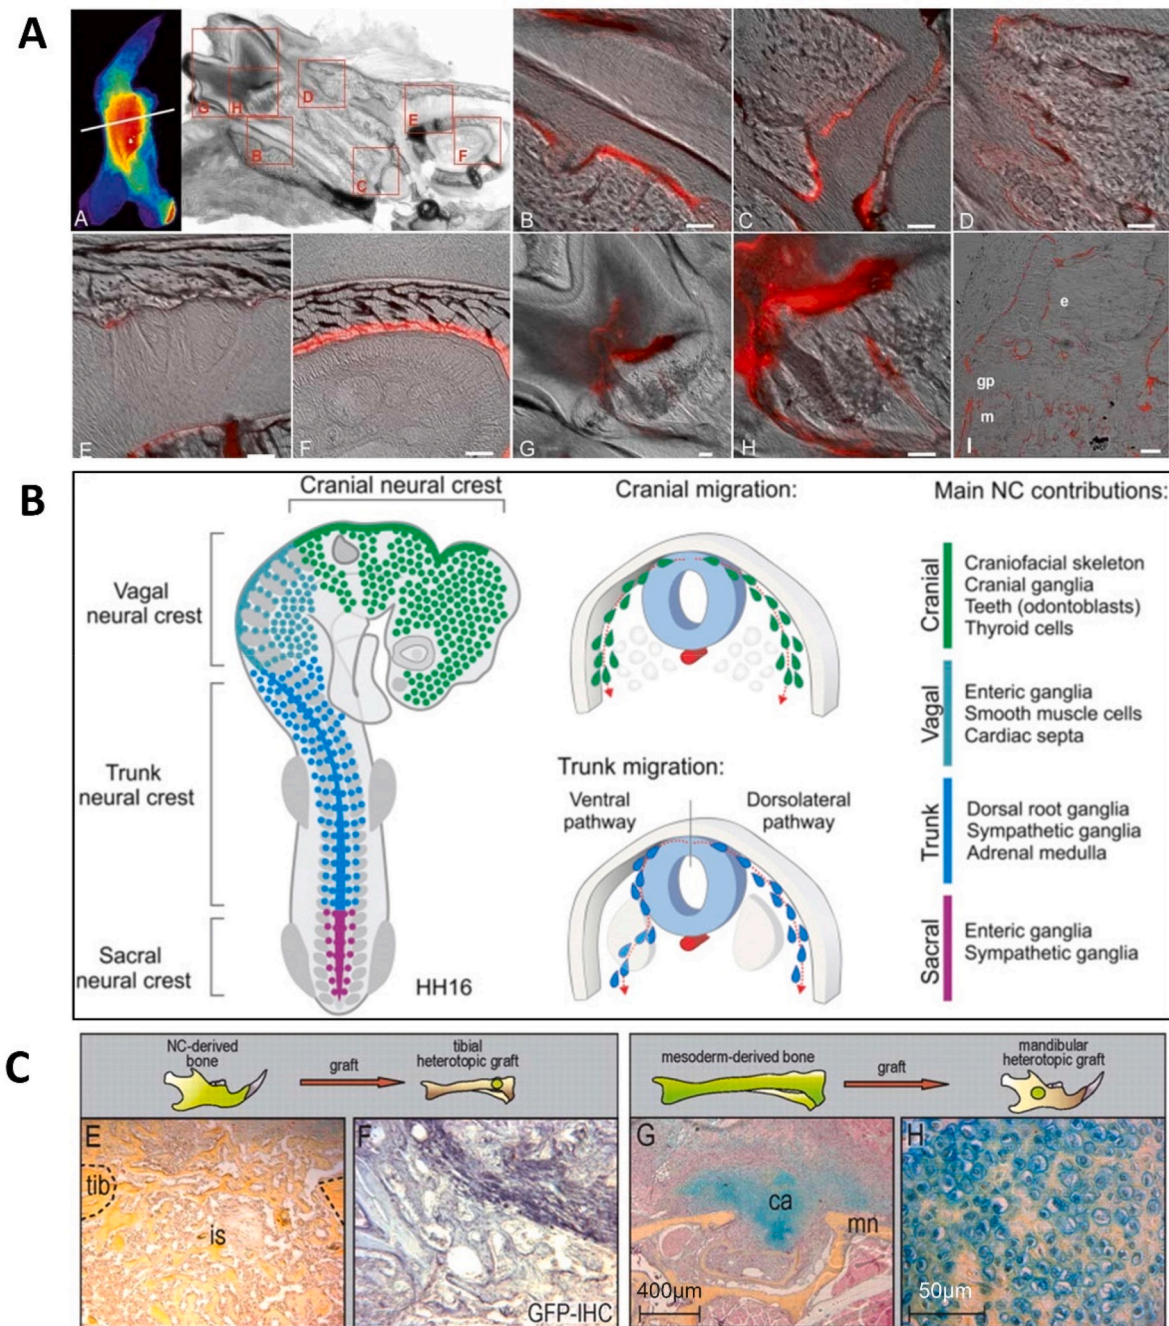 A
A
G
H
D
B
C
E
F
B
C
D
E
F
G
H
e
gp
m
I
B
Cranial neural crest
Vagal
neural crest
Trunk
neural crest
Sacral
neural crest
HH16
Cranial migration:
Trunk migration:
Ventral
pathway
Dorsolateral
pathway
Main NC contributions:
Cranial
Craniofacial skeleton
Cranial ganglia
Teeth (odontoblasts)
Thyroid cells
Vagal
Enteric ganglia
Smooth muscle cells
Cardiac septa
Trunk
Dorsal root ganglia
Sympathetic ganglia
Adrenal medulla
Sacral
Enteric ganglia
Sympathetic ganglia
C
NC-derived
bone
graft
tibial
heterotopic graft
mesoderm-derived bone
graft
mandibular
heterotopic graft
E
tib
is
F
GFP-IHC
G
ca
mn
400μm
H
50μm